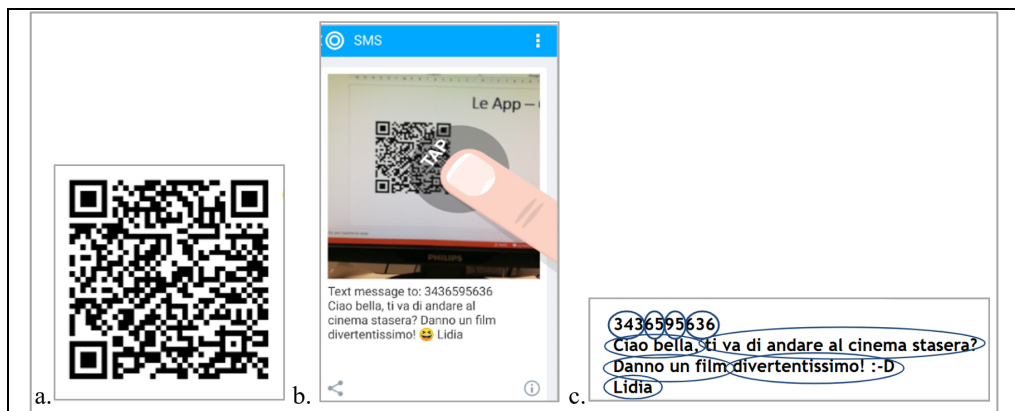 SMS
Le App –
TAP
PHILIPS
Text message to: 3436595636
Ciao bella, ti va di andare al
cinema stasera? Danno un film
divertentissimo! 😆 Lidia
a.
b.
c.
3436595636
Ciao bella, ti va di andare al cinema stasera?
Danno un film divertentissimo! :-D
Lidia